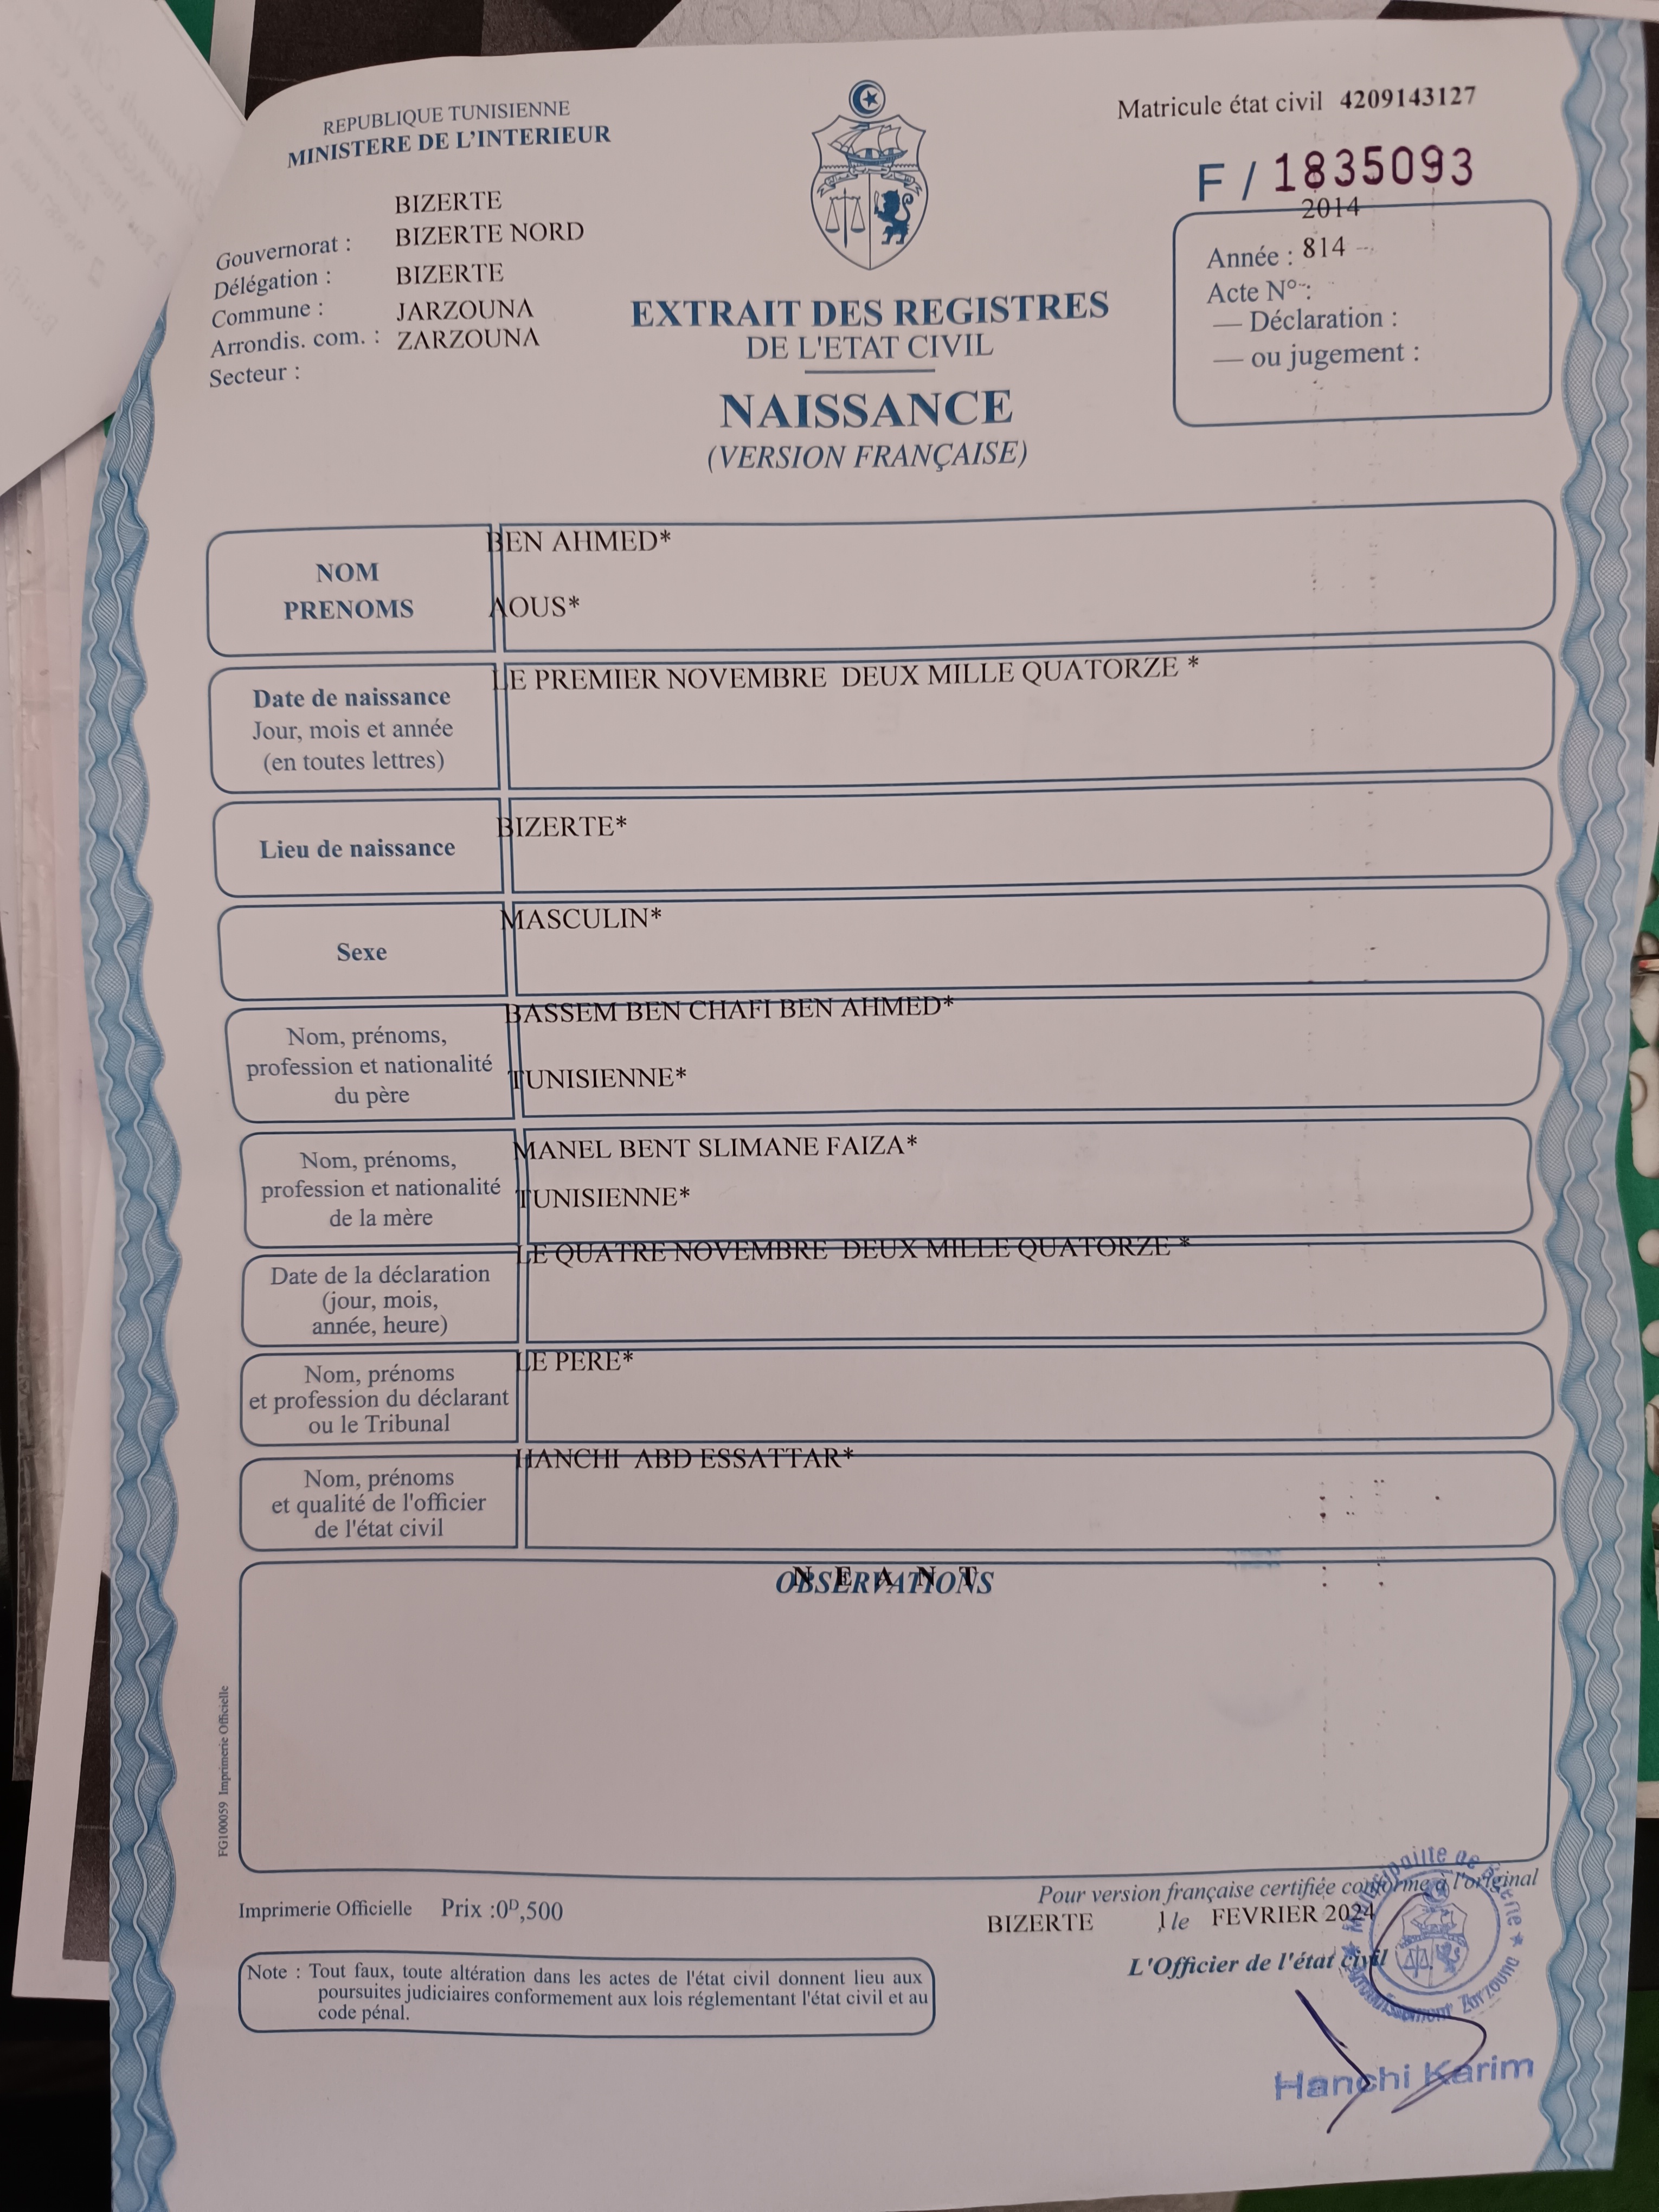 REPUBLIQUE TUNISIENNE
MINISTERE DE L'INTERIEUR
Matricule état civil 4209143127
F / 1835093
BIZERTE
Gouvernorat : BIZERTE NORD
Délégation : BIZERTE
Commune : JARZOUNA
Arrondis. com. : ZARZOUNA
Secteur :
2014
Année : 814
Acte N° :
— Déclaration :
— ou jugement :
EXTRAIT DES REGISTRES
DE L'ETAT CIVIL
NAISSANCE
(VERSION FRANÇAISE)
NOM
PRENOMS
BEN AHMED*
AOUS*
Date de naissance
Jour, mois et année
(en toutes lettres)
LE PREMIER NOVEMBRE DEUX MILLE QUATORZE *
Lieu de naissance
BIZERTE*
Sexe
MASCULIN*
Nom, prénoms,
profession et nationalité
du père
BASSEM BEN CHAFI BEN AHMED*
TUNISIENNE*
Nom, prénoms,
profession et nationalité
de la mère
MANEL BENT SLIMANE FAIZA*
TUNISIENNE*
Date de la déclaration
(jour, mois,
année, heure)
LE QUATRE NOVEMBRE DEUX MILLE QUATORZE *
Nom, prénoms
et profession du déclarant
ou le Tribunal
LE PERE*
Nom, prénoms
et qualité de l'officier
de l'état civil
HANCHI ABD ESSATTAR*
OBSERVATIONS
N E A N T
FG100059 Imprimerie Officielle
Imprimerie Officielle Prix :0D,500
Pour version française certifiée conforme à l'original
BIZERTE le FEVRIER 2024
L'Officier de l'état civil
Note : Tout faux, toute altération dans les actes de l'état civil donnent lieu aux
poursuites judiciaires conformement aux lois réglementant l'état civil et au
code pénal.
Zarzouna
Hanchi Karim